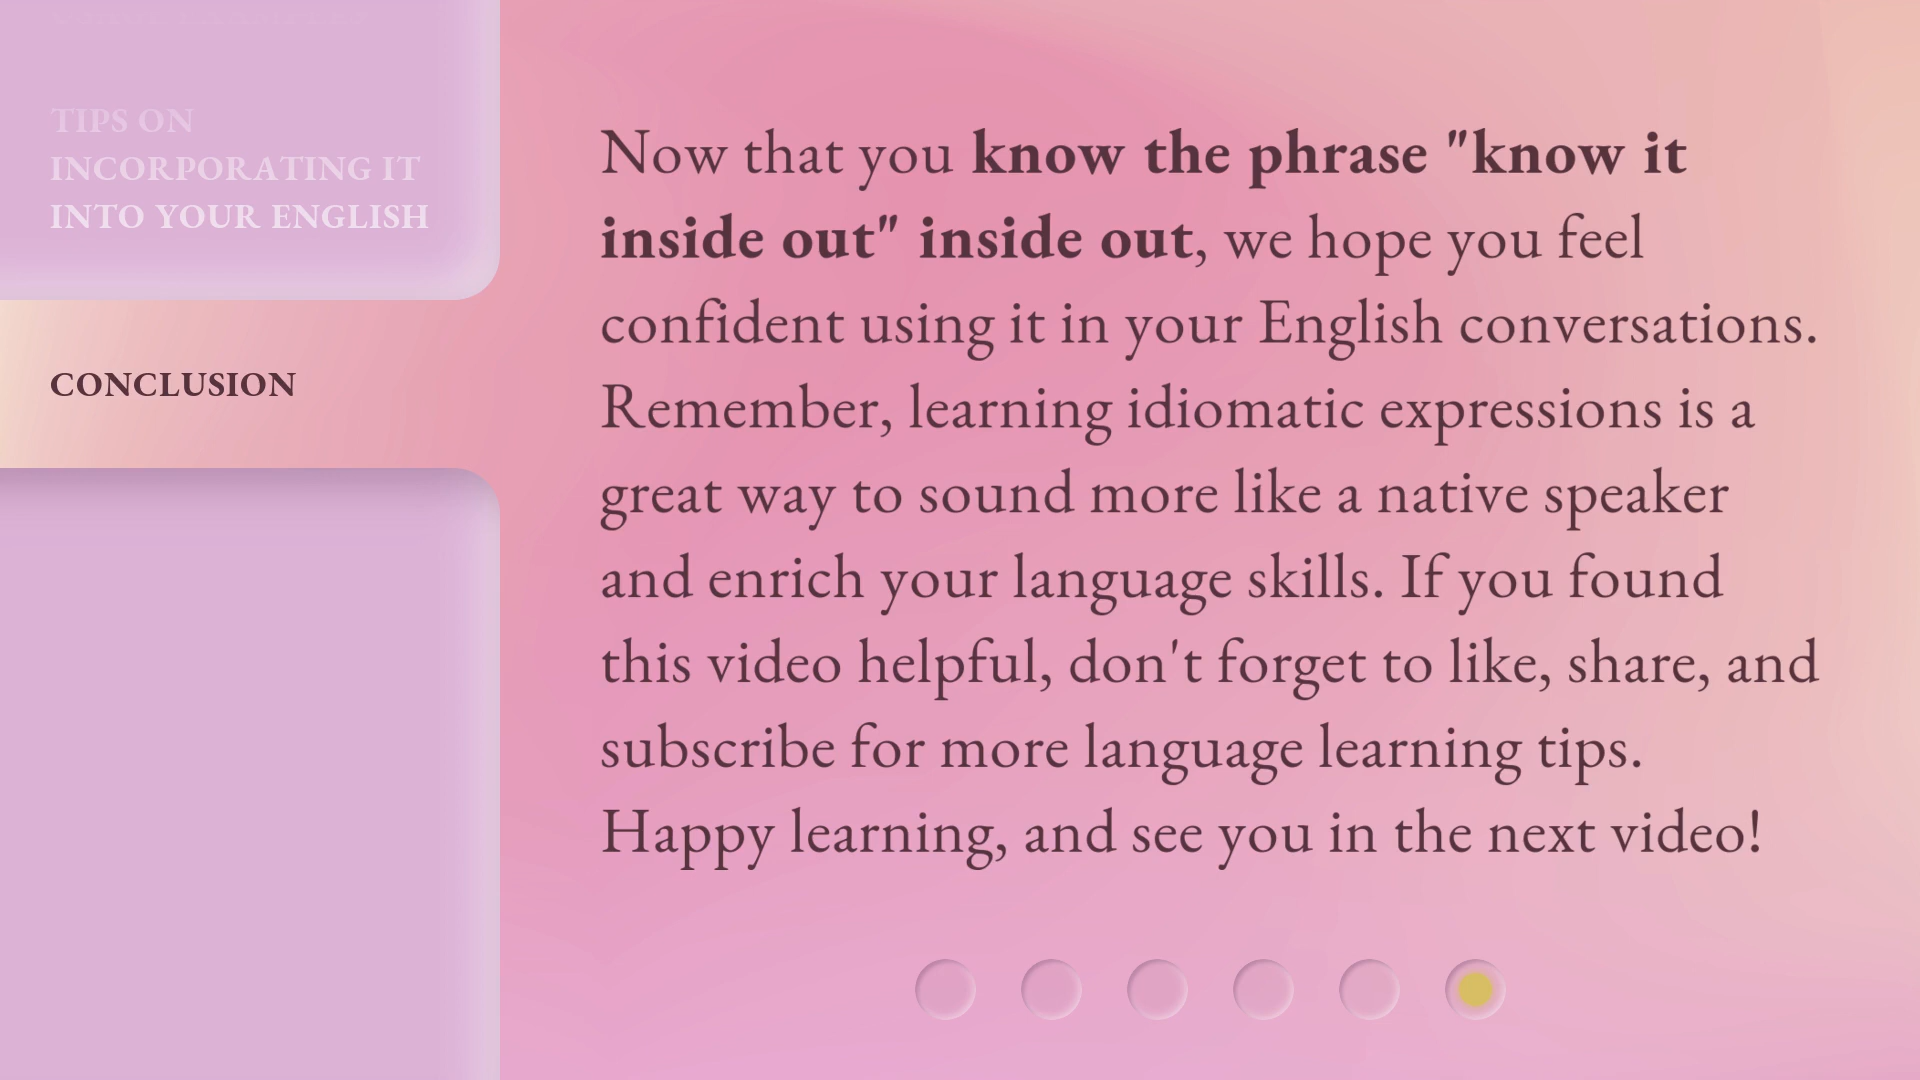 TIPS ON
INCORPORATING IT
INTO YOUR ENGLISH
CONCLUSION
Now that you know the phrase "know it
inside out" inside out, we hope you feel
confident using it in your English conversations.
Remember, learning idiomatic expressions is a
great way to sound more like a native speaker
and enrich your language skills. If you found
this video helpful, don't forget to like, share, and
subscribe for more language learning tips.
Happy learning, and see you in the next video!